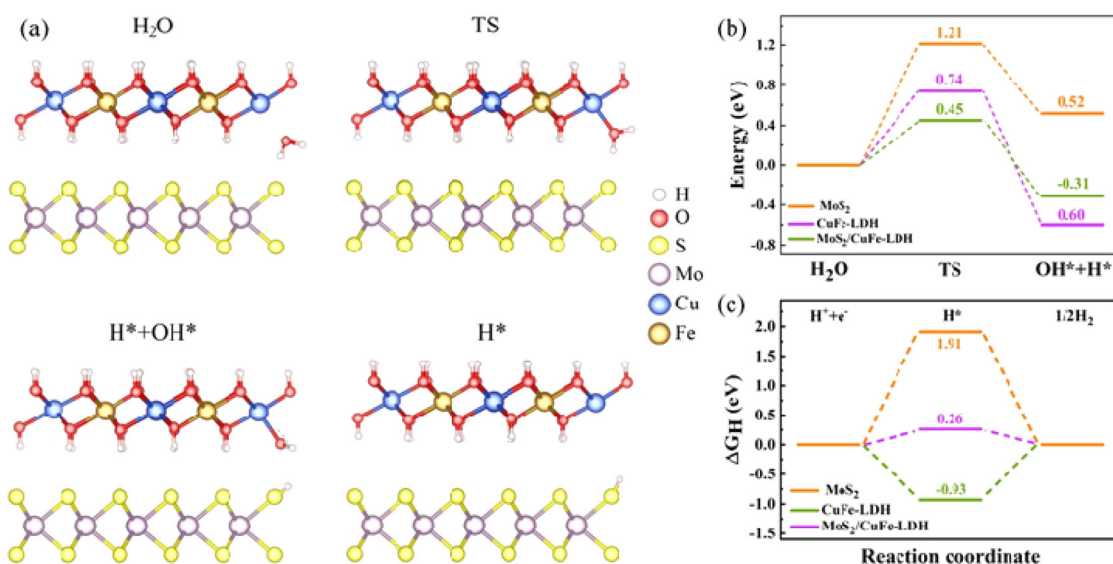 (a)
H₂O
TS
H
O
S
Mo
Cu
Fe
H*+OH*
H*
(b)
Energy (eV)
1.2
0.8
0.4
0.0
-0.4
-0.8
1.21
0.74
0.45
0.52
-0.31
0.60
MoS₂
CuF?-LDH
MoS₂/CuFe-LDH
H₂O
TS
OH*+H*
(c)
ΔG_H (eV)
2.0
1.5
1.0
0.5
0.0
-0.5
-1.0
-1.5
H⁺+e⁻
H*
1/2H₂
1.91
0.26
-0.93
MoS₂
CuFe-LDH
MoS₂/CuFe-LDH
Reaction coordinate